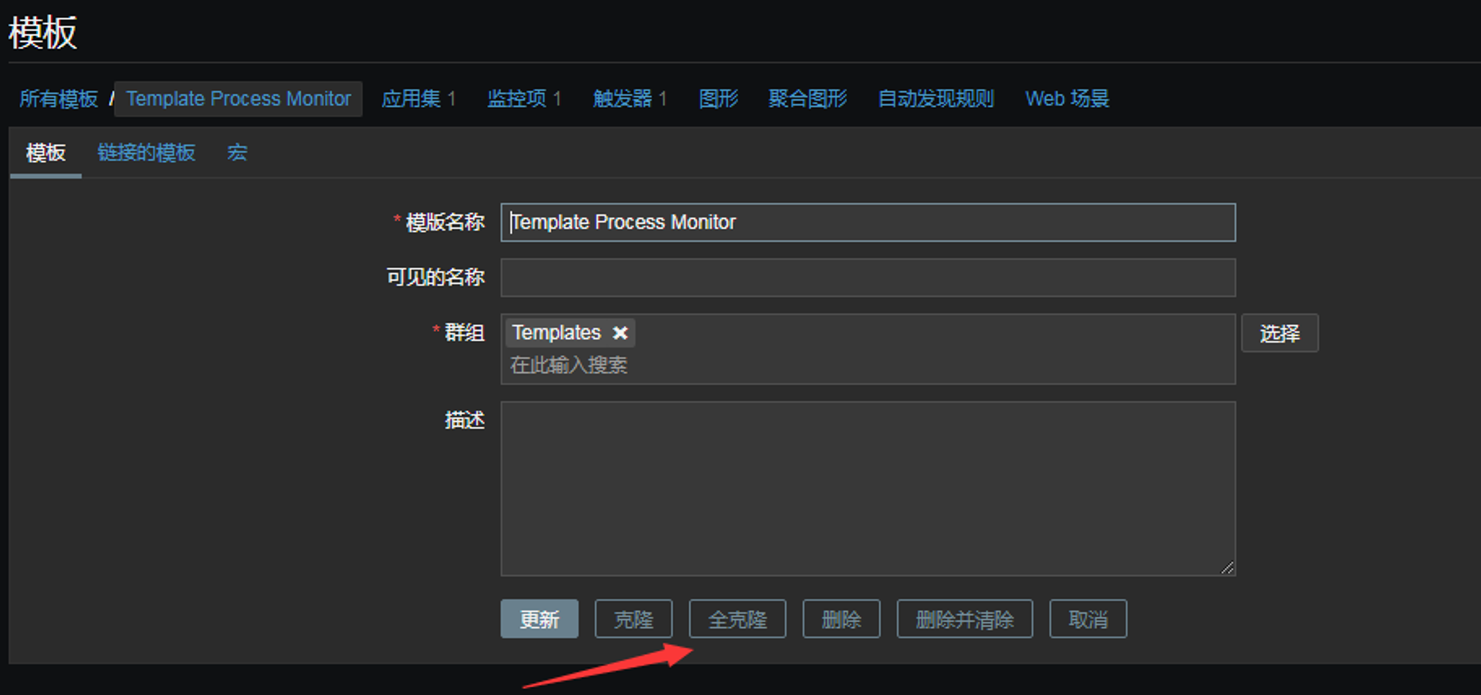 模板
所有模板 / Template Process Monitor 应用集 1 监控项 1 触发器 1 图形 聚合图形 自动发现规则 Web 场景
模板 链接的模板 宏
* 模版名称 Template Process Monitor
可见的名称
* 群组 Templates ✖ 选择
在此输入搜索
描述
更新 克隆 全克隆 删除 删除并清除 取消